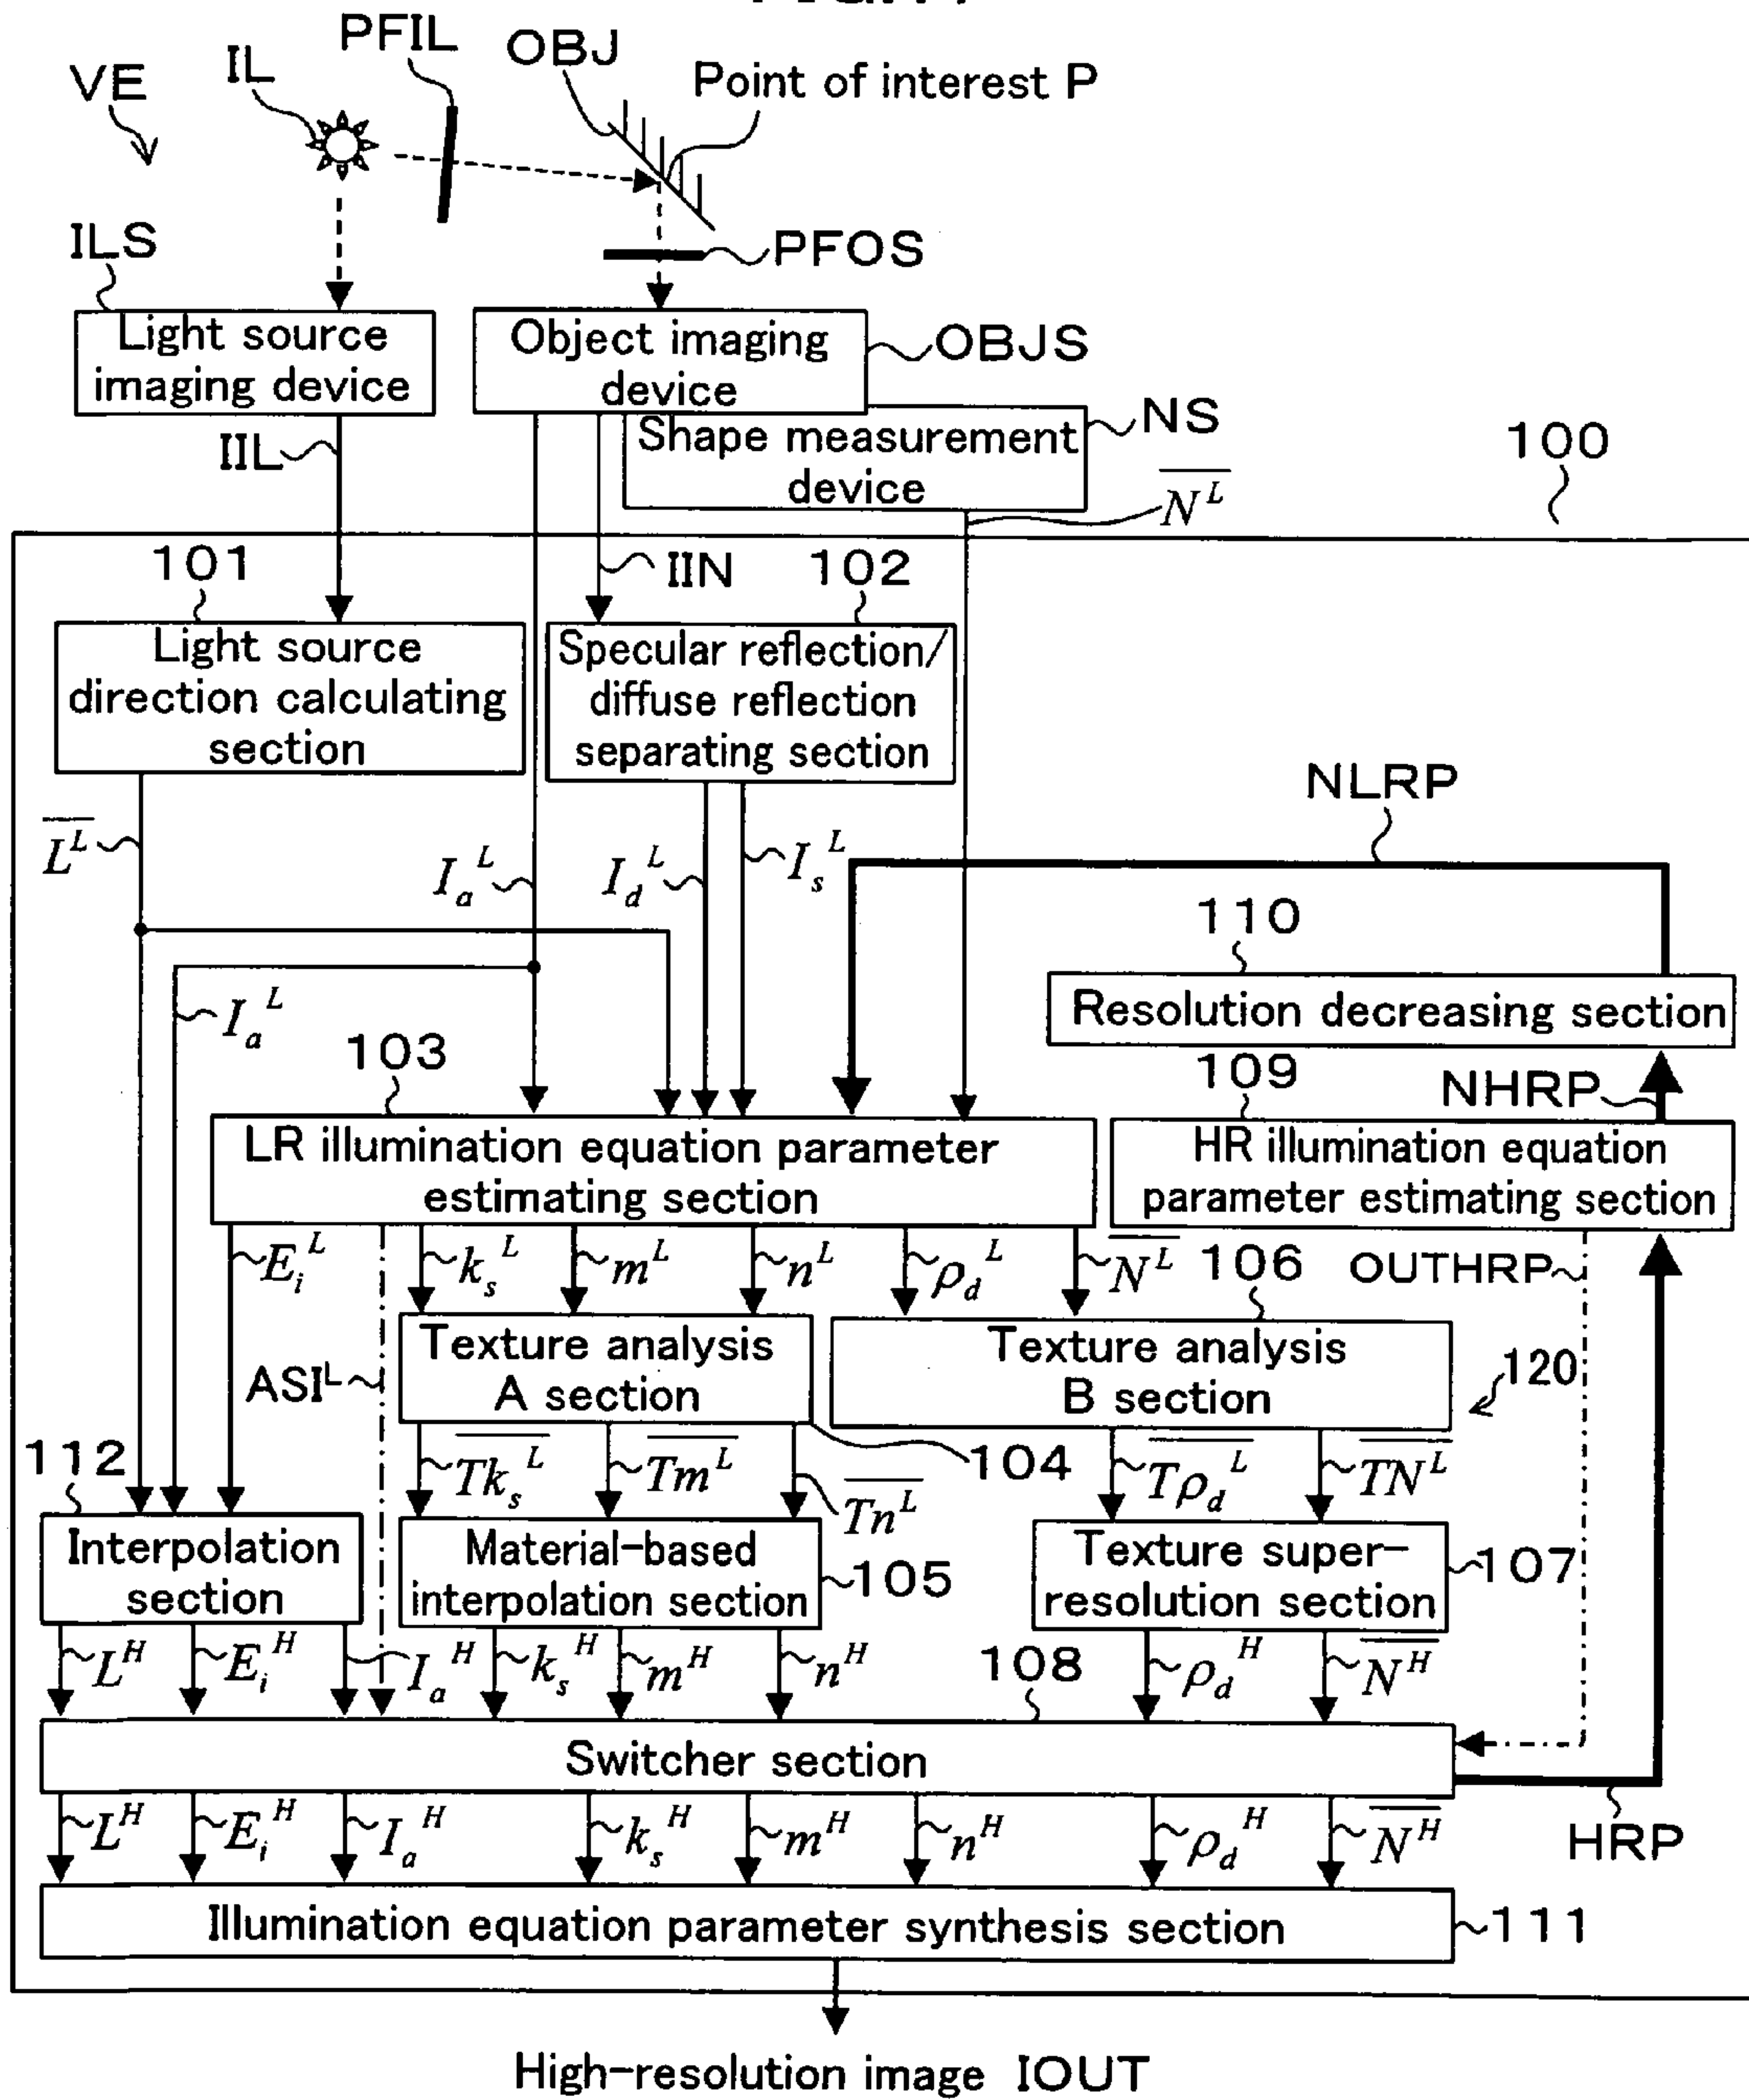 PFIL
OBJ
IL
VE
Point of interest P
ILS
PFOS
Light source
imaging device
Object imaging
device
OBJS
NS
Shape measurement
device
IIL
100
N^L
101
IIN
102
Light source
direction calculating
section
Specular reflection/
diffuse reflection
separating section
NLRP
L^L
I_a^L
I_d^L
I_s^L
110
I_a^L
Resolution decreasing section
103
109
NHRP
LR illumination equation parameter
estimating section
HR illumination equation
parameter estimating section
E_i^L
k_s^L
m^L
n^L
ρ_d^L
N^L
106
OUTHRP
Texture analysis
A section
Texture analysis
B section
ASI^L
120
112
Tk_s^L
Tm^L
Tn^L
104
Tρ_d^L
TN^L
Interpolation
section
Material-based
interpolation section
105
Texture super-
resolution section
107
L^H
E_i^H
I_a^H
k_s^H
m^H
n^H
108
ρ_d^H
N^H
Switcher section
L^H
E_i^H
I_a^H
k_s^H
m^H
n^H
ρ_d^H
N^H
HRP
Illumination equation parameter synthesis section
111
High-resolution image IOUT